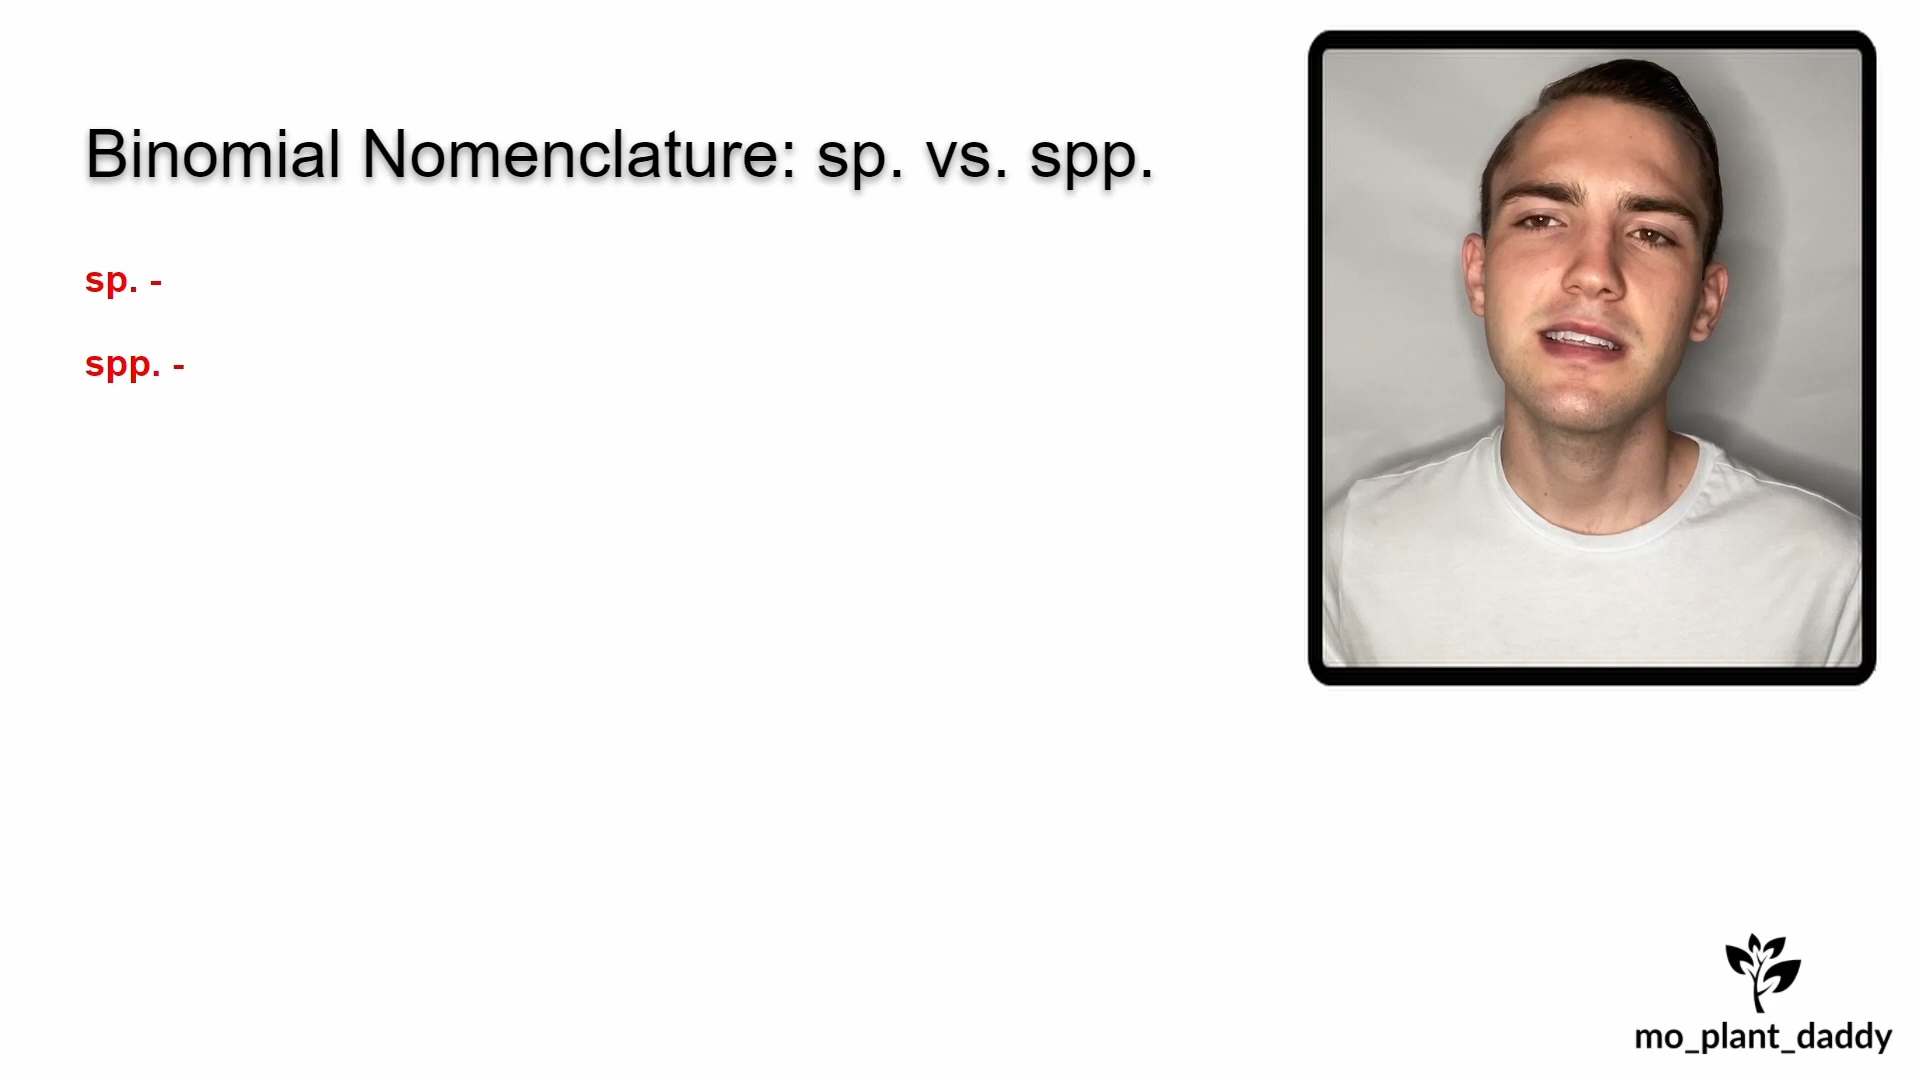 Binomial Nomenclature: sp. vs. spp.
sp. -
spp. -
mo_plant_daddy